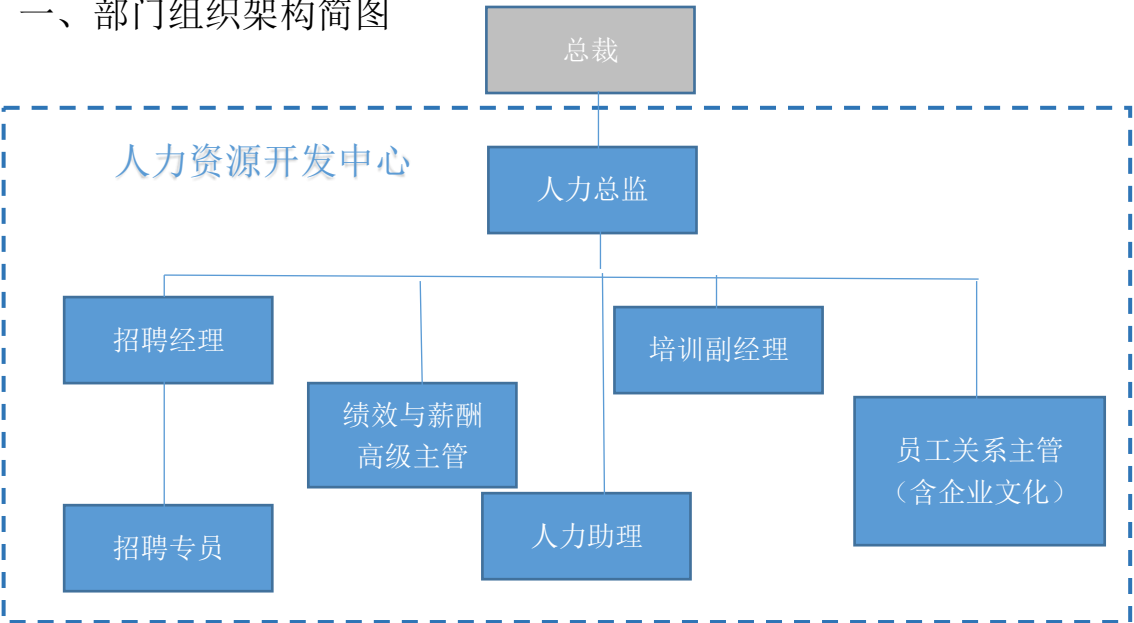 一、部门组织架构简图
总裁
人力资源开发中心
人力总监
招聘经理
培训副经理
绩效与薪酬
高级主管
员工关系主管
（含企业文化）
人力助理
招聘专员